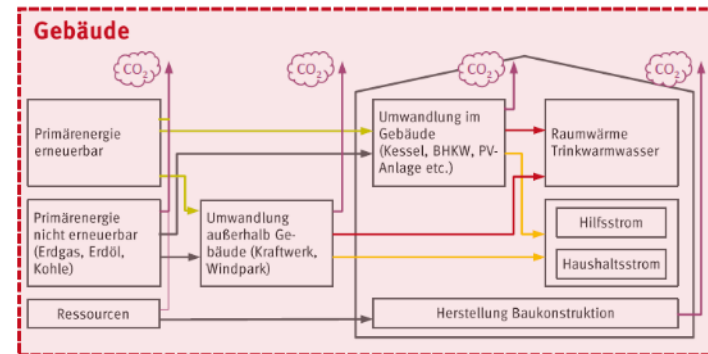 Gebäude
CO₂
CO₂
CO₂
CO₂
Primärenergie
erneuerbar
Umwandlung im
Gebäude
(Kessel, BHKW, PV-
Anlage etc.)
Raumwärme
Trinkwarmwasser
Primärenergie
nicht erneuerbar
(Erdgas, Erdöl,
Kohle)
Umwandlung
außerhalb Ge-
bäude (Kraftwerk,
Windpark)
Hilfsstrom
Haushaltsstrom
Ressourcen
Herstellung Baukonstruktion